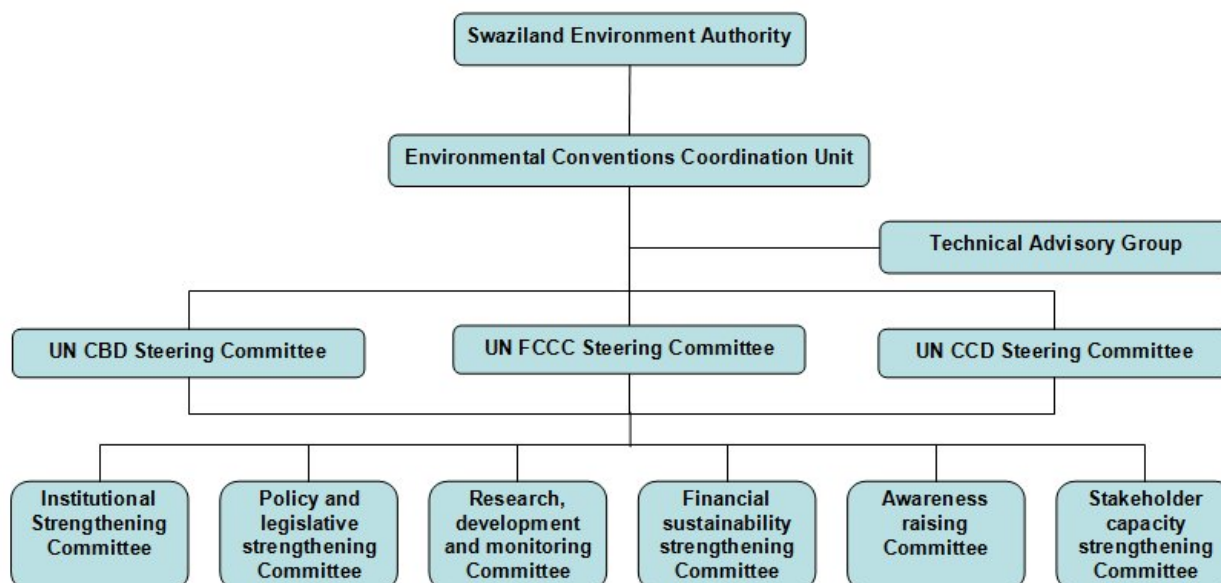 Swaziland Environment Authority
Environmental Conventions Coordination Unit
Technical Advisory Group
UN CBD Steering Committee
UN FCCC Steering Committee
UN CCD Steering Committee
Institutional
Strengthening
Committee
Policy and
legislative
strengthening
Committee
Research,
development
and monitoring
Committee
Financial
sustainability
strengthening
Committee
Awareness
raising
Committee
Stakeholder
capacity
strengthening
Committee